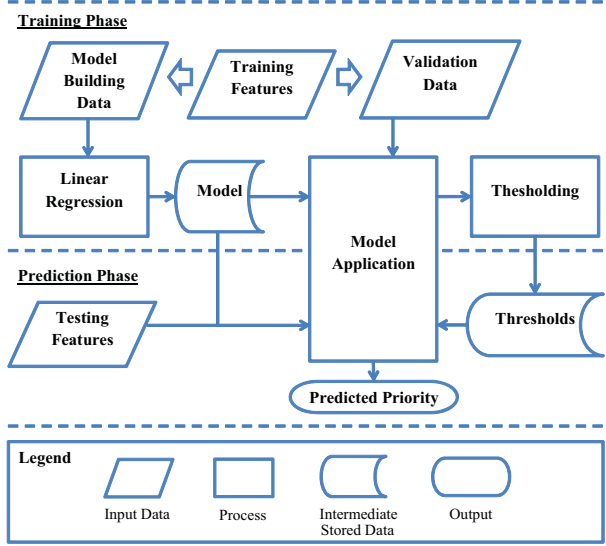 Training Phase
Model
Building
Data
Training
Features
Validation
Data
Linear
Regression
Model
Model
Application
Thesholding
Prediction Phase
Testing
Features
Thresholds
Predicted Priority
Legend
Input Data
Process
Intermediate
Stored Data
Output